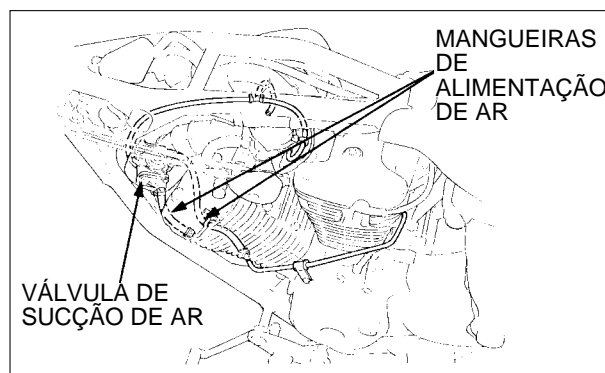 MANGUEIRAS
DE
ALIMENTAÇÃO
DE AR
VÁLVULA DE
SUCÇÃO DE AR